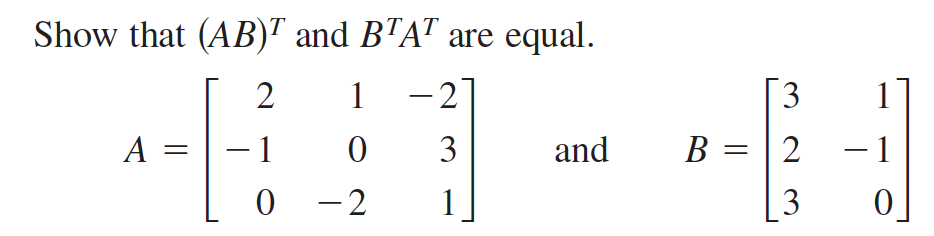 Show that (AB)ᵀ and BᵀAᵀ are equal.
2 1 −2 3 1
A = −1 0 3 and B = 2 −1
0 −2 1 3 0